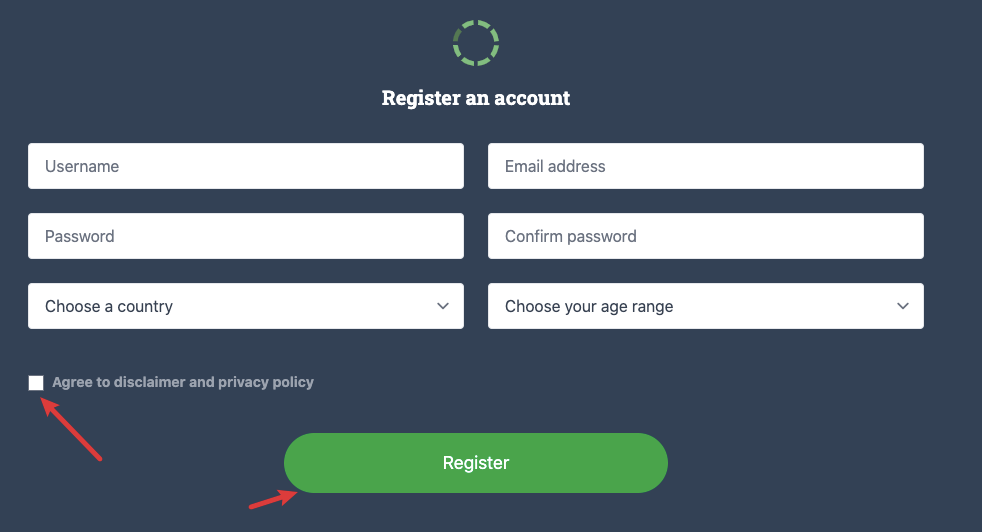 Register an account
Username
Email address
Password
Confirm password
Choose a country
Choose your age range
Agree to disclaimer and privacy policy
Register